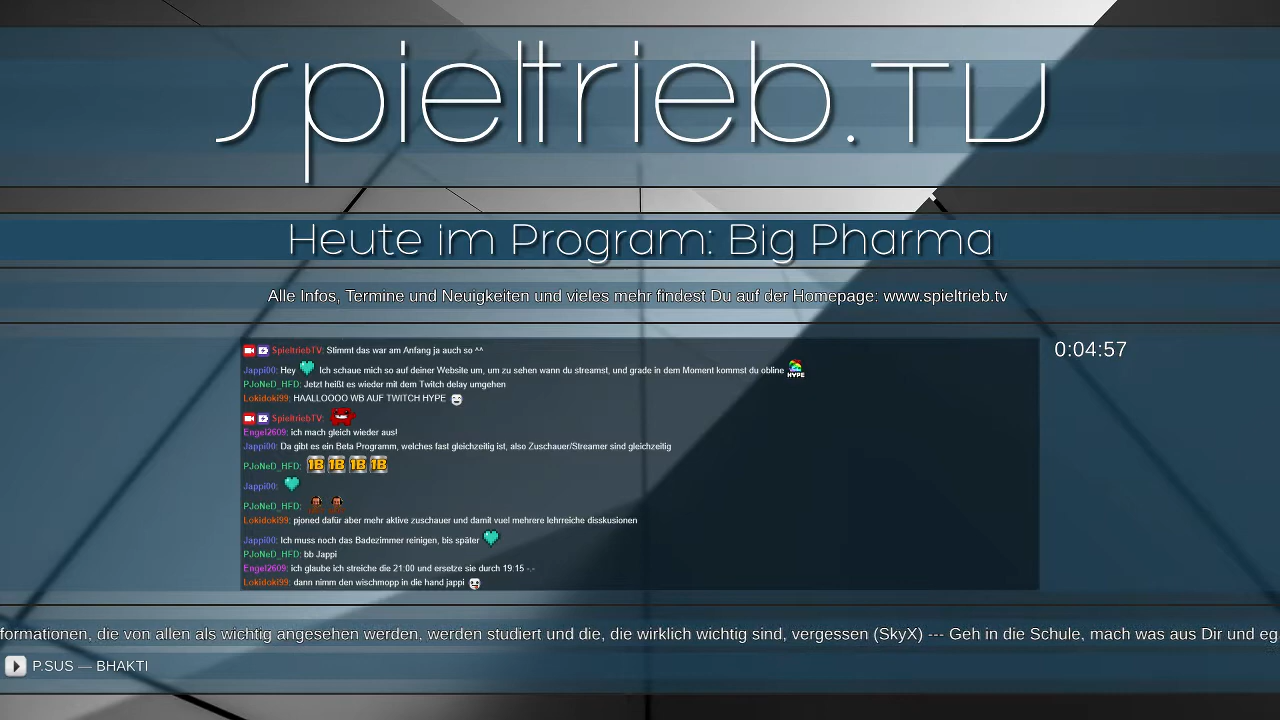 spieltrieb.TV
Heute im Program: Big Pharma
Alle Infos, Termine und Neuigkeiten und vieles mehr findest Du auf der Homepage: www.spieltrieb.tv
0:04:57
SpieltriebTV: Stimmt das war am Anfang ja auch so ^^
Jappi00: Hey Ich schaue mich so auf deiner Website um, um zu sehen wann du streamst, und grade in dem Moment kommst du obline HYPE
PJoNeD_HFD: Jetzt heißt es wieder mit dem Twitch delay umgehen
Lokidoki99: HAALLOOOO WB AUF TWITCH HYPE
SpieltriebTV:
Engel2609: ich mach gleich wieder aus!
Jappi00: Da gibt es ein Beta Programm, welches fast gleichzeitig ist, also Zuschauer/Streamer sind gleichzeitig
PJoNeD_HFD: 1B 1B 1B 1B
Jappi00:
PJoNeD_HFD:
Lokidoki99: pjoned dafür aber mehr aktive zuschauer und damit vuel mehrere lehrreiche disskusionen
Jappi00: Ich muss noch das Badezimmer reinigen, bis später
PJoNeD_HFD: bb Jappi
Engel2609: ich glaube ich streiche die 21:00 und ersetze sie durch 19:15 -.-
Lokidoki99: dann nimm den wischmopp in die hand jappi
formationen, die von allen als wichtig angesehen werden, werden studiert und die, die wirklich wichtig sind, vergessen (SkyX) --- Geh in die Schule, mach was aus Dir und eg
P.SUS — BHAKTI